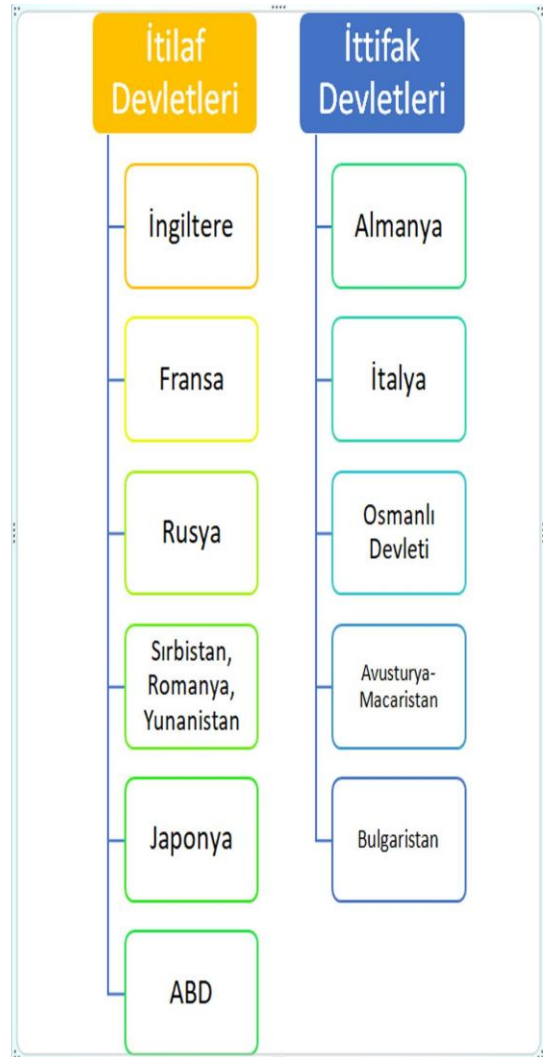 İtilaf
Devletleri
İngiltere
Fransa
Rusya
Sırbistan,
Romanya,
Yunanistan
Japonya
ABD
İttifak
Devletleri
Almanya
İtalya
Osmanlı
Devleti
Avusturya-
Macaristan
Bulgaristan